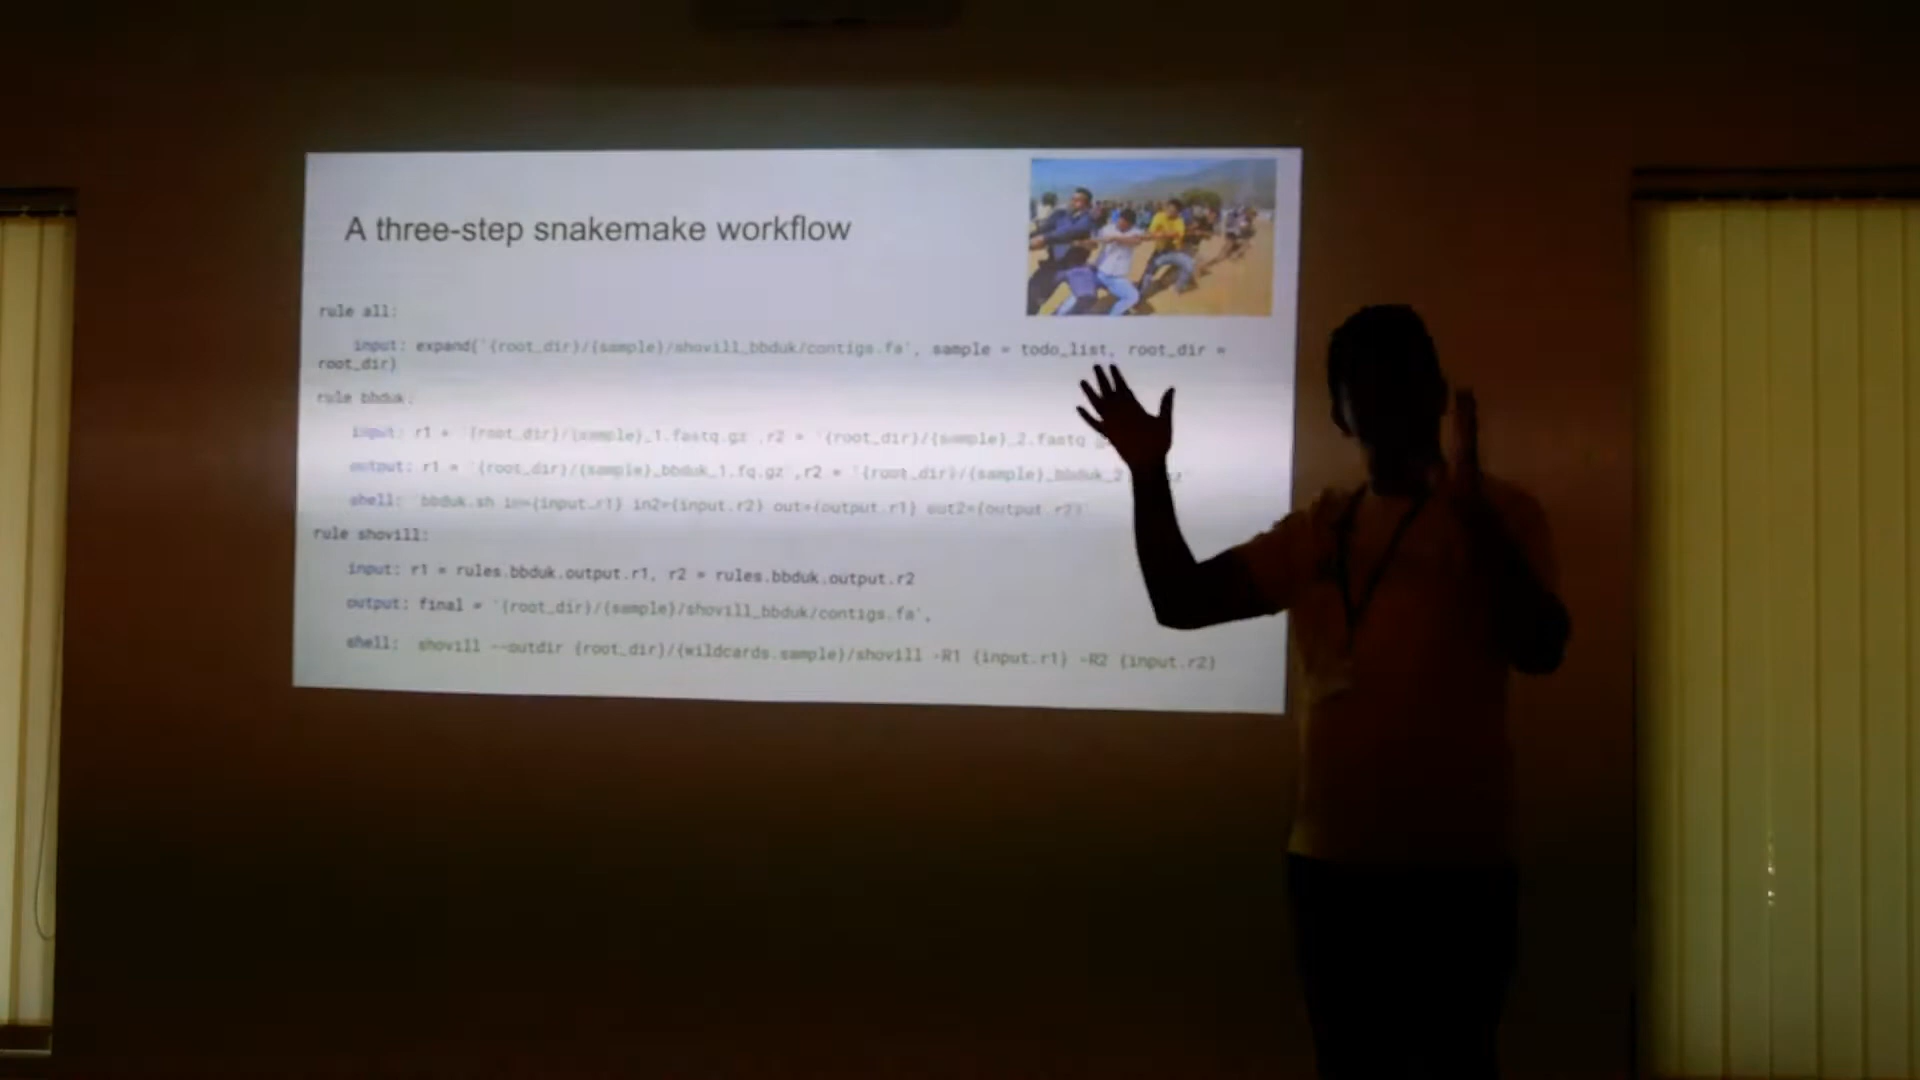 A three-step snakemake workflow
rule all:
input: expand('{root_dir}/{sample}/shovill_bbduk/contigs.fa', sample = todo_list, root_dir =
root_dir)
rule bbduk:
input: r1 = '{root_dir}/{sample}_1.fastq.gz',r2 = '{root_dir}/{sample}_2.fastq
output: r1 = '{root_dir}/{sample}_bbduk_1.fq.gz',r2 = '{root_dir}/{sample}_bbduk_2
shell: 'bbduk.sh in={input.r1} in2={input.r2} out={output.r1} out2={output.r2}'
rule shovill:
input: r1 = rules.bbduk.output.r1, r2 = rules.bbduk.output.r2
output: final = '{root_dir}/{sample}/shovill_bbduk/contigs.fa',
shell: shovill --outdir {root_dir}/{wildcards.sample}/shovill -R1 {input.r1} -R2 {input.r2}